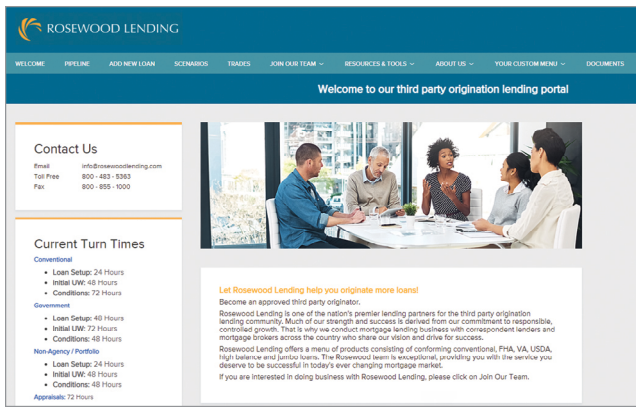 ROSEWOOD LENDING
WELCOME PIPELINE ADD NEW LOAN SCENARIOS TRADES JOIN OUR TEAM RESOURCES & TOOLS ABOUT US YOUR CUSTOM MENU DOCUMENTS
Welcome to our third party origination lending portal
Contact Us
Email info@rosewoodlending.com
Toll Free 800 - 483 - 5363
Fax 800 - 855 - 1000
Current Turn Times
Conventional
• Loan Setup: 24 Hours
• Initial UW: 48 Hours
• Conditions: 72 Hours
Government
• Loan Setup: 48 Hours
• Initial UW: 72 Hours
• Conditions: 48 Hours
Non-Agency / Portfolio
• Loan Setup: 24 Hours
• Initial UW: 48 Hours
• Conditions: 48 Hours
Appraisals: 72 Hours
Let Rosewood Lending help you originate more loans!
Become an approved third party originator.
Rosewood Lending is one of the nation's premier lending partners for the third party origination
lending community. Much of our strength and success is derived from our commitment to responsible,
controlled growth. That is why we conduct mortgage lending business with correspondent lenders and
mortgage brokers across the country who share our vision and drive for success.
Rosewood Lending offers a menu of products consisting of conforming conventional, FHA, VA, USDA,
high balance and jumbo loans. The Rosewood team is exceptional, providing you with the service you
deserve to be successful in today's ever changing mortgage market.
If you are interested in doing business with Rosewood Lending, please click on Join Our Team.